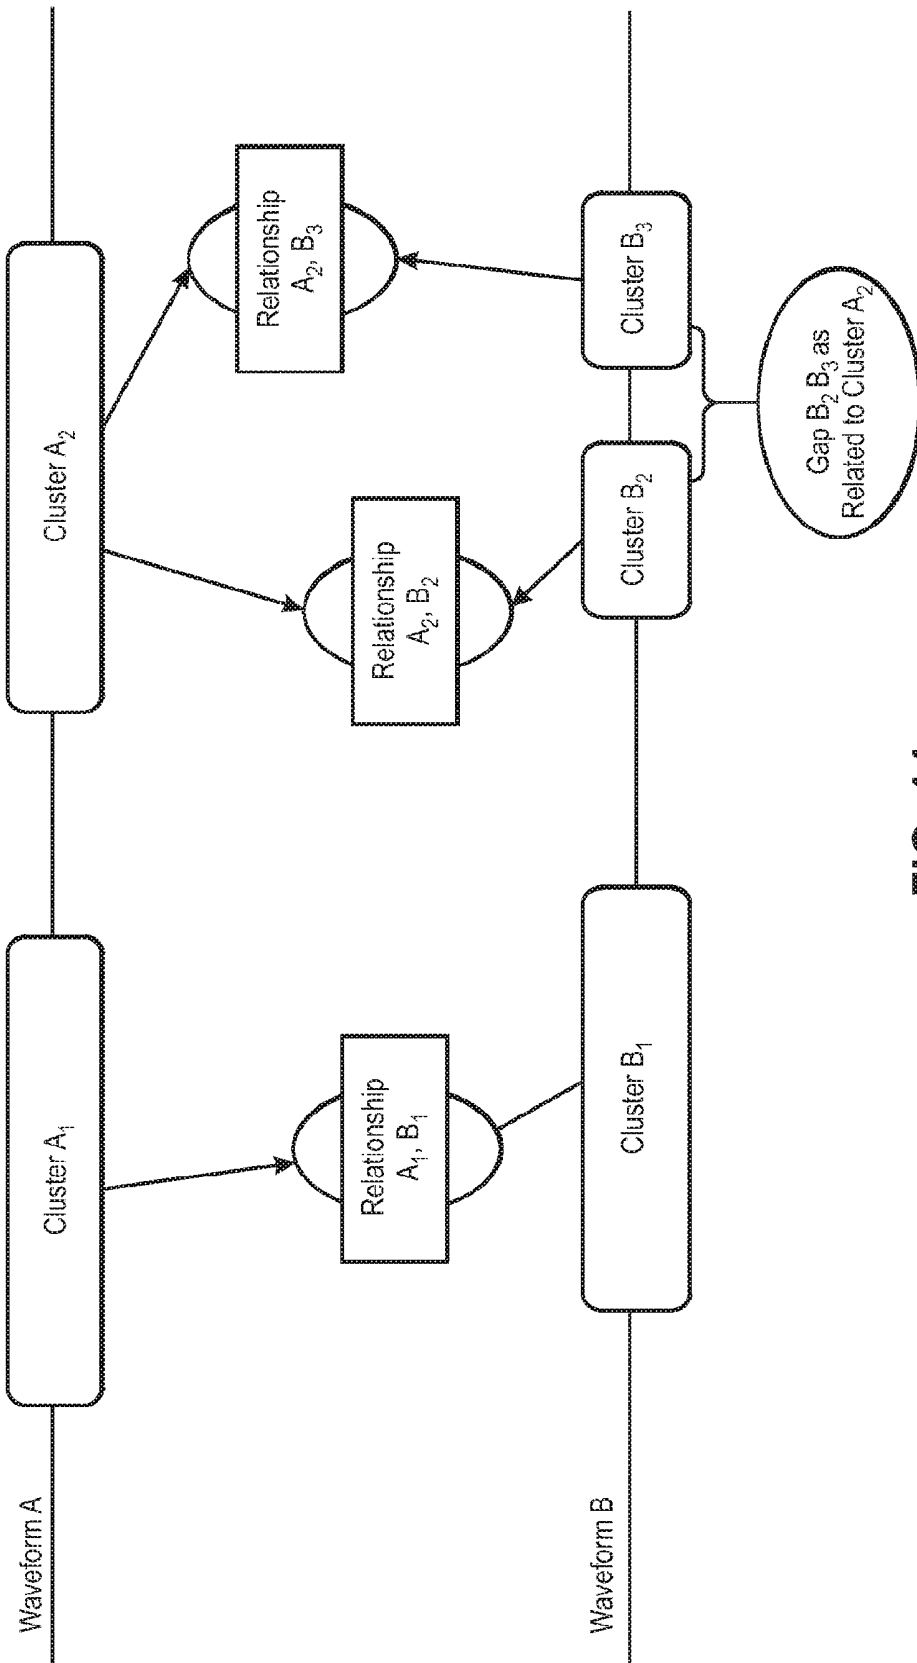 Waveform A
Cluster A₁
Cluster A₂
Relationship
A₁, B₁
Relationship
A₂, B₂
Relationship
A₂, B₃
Waveform B
Cluster B₁
Cluster B₂
Cluster B₃
Gap B₂ B₃ as
Related to Cluster A₂